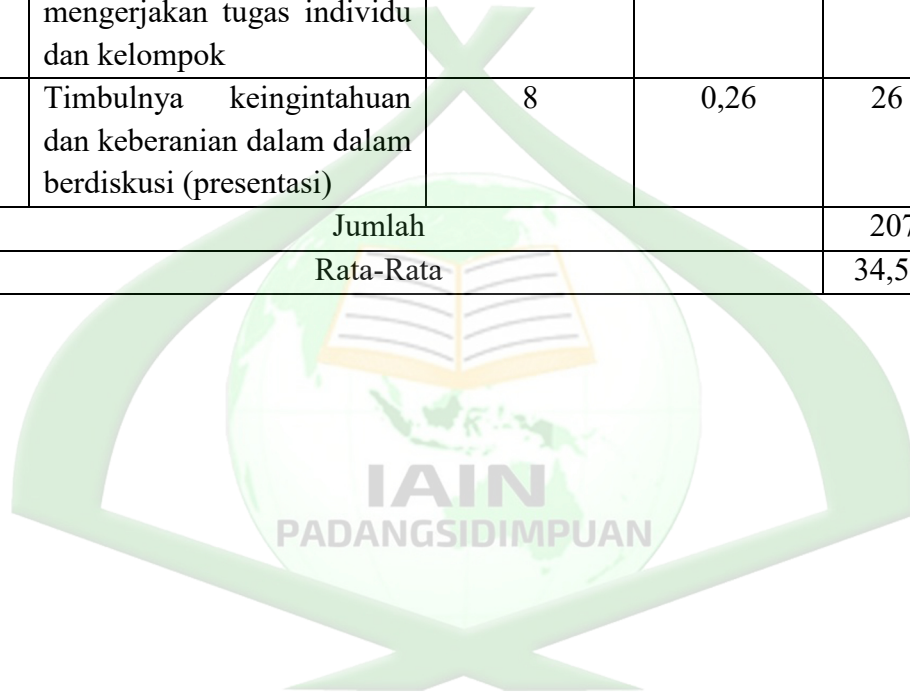 mengerjakan tugas individu
dan kelompok
Timbulnya keingintahuan 8 0,26 26
dan keberanian dalam dalam
berdiskusi (presentasi)
Jumlah 207
Rata-Rata 34,5
IAIN
PADANGSIDIMPUAN